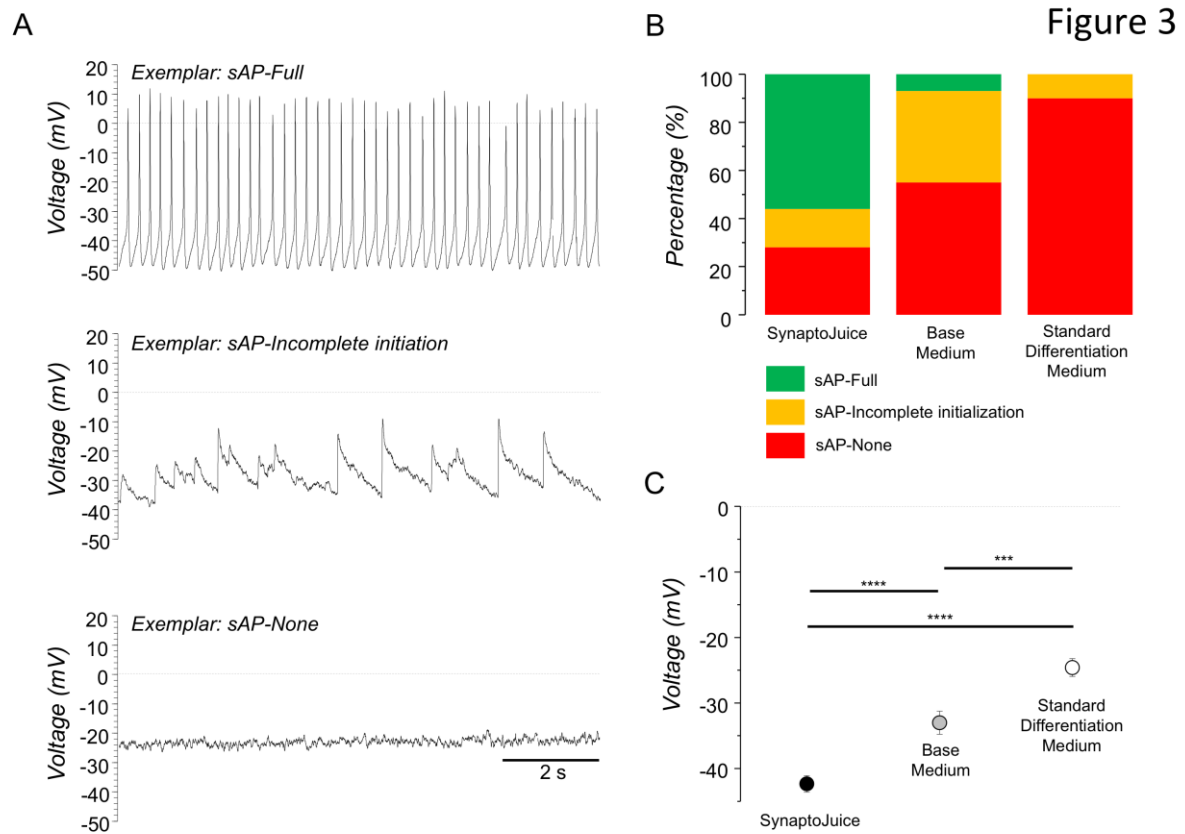 Figure 3
A
Exemplar: sAP-Full
Voltage (mV)
20
10
0
-10
-20
-30
-40
-50
Exemplar: sAP-Incomplete initiation
Voltage (mV)
20
10
0
-10
-20
-30
-40
-50
Exemplar: sAP-None
Voltage (mV)
20
10
0
-10
-20
-30
-40
-50
2 s
B
Percentage (%)
100
80
60
40
20
0
SynaptoJuice
Base
Medium
Standard
Differentiation
Medium
sAP-Full
sAP-Incomplete initialization
sAP-None
C
Voltage (mV)
0
-10
-20
-30
-40
***
****
****
SynaptoJuice
Base
Medium
Standard
Differentiation
Medium